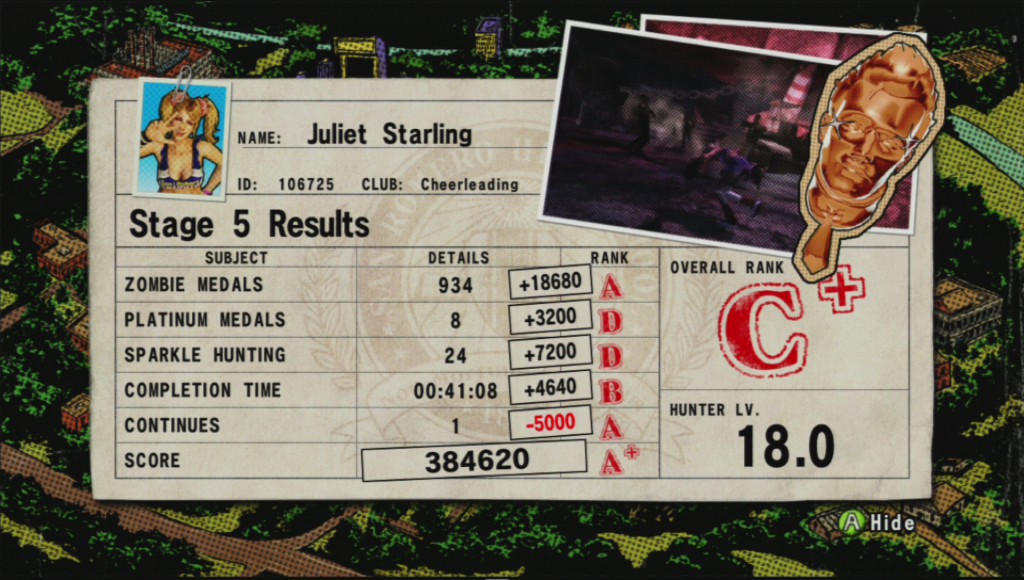 NAME: Juliet Starling
ID: 106725 CLUB: Cheerleading
Stage 5 Results
SUBJECT DETAILS RANK
ZOMBIE MEDALS 934 +18680 A
PLATINUM MEDALS 8 +3200 D
SPARKLE HUNTING 24 +7200 D
COMPLETION TIME 00:41:08 +4640 B
CONTINUES 1 -5000 A
SCORE 384620 A+
OVERALL RANK
C+
HUNTER LV.
18.0
A Hide